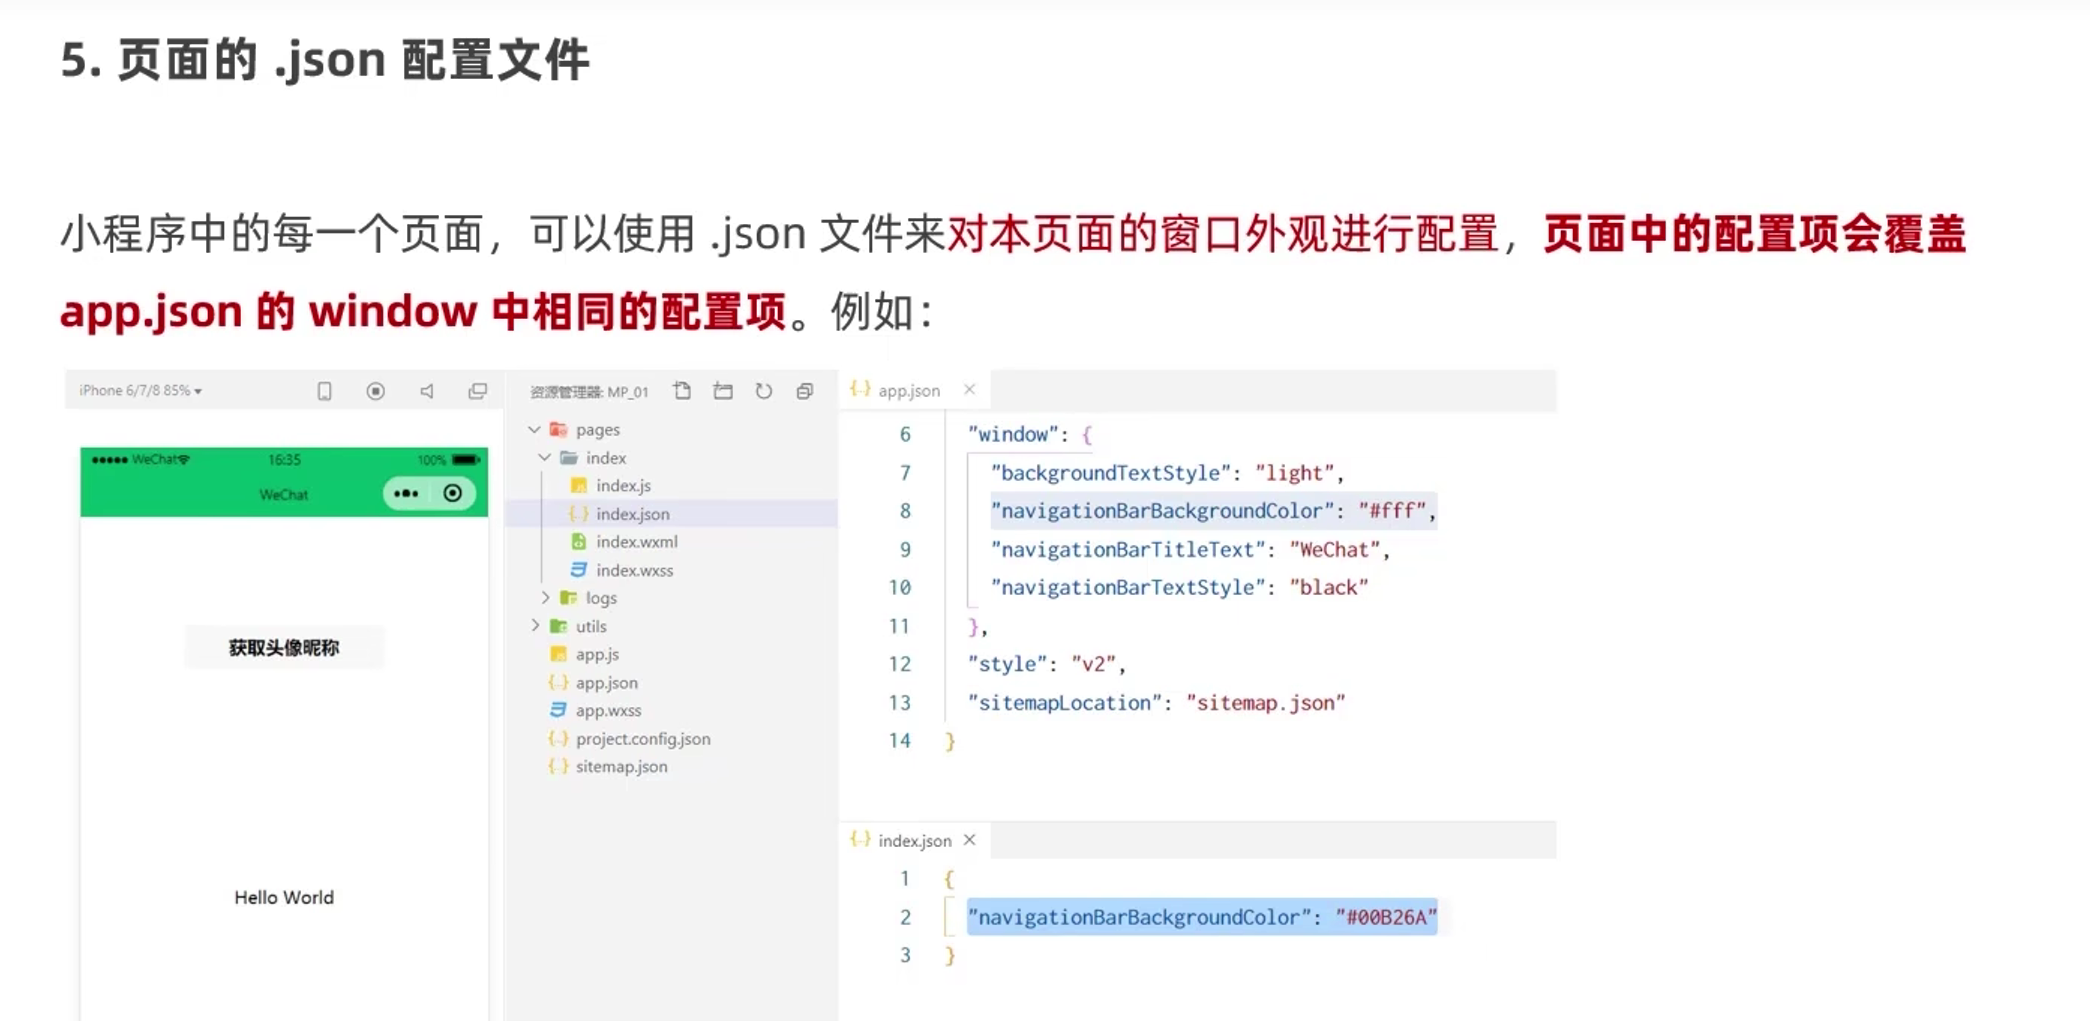 5. 页面的 .json 配置文件
小程序中的每一个页面，可以使用 .json 文件来对本页面的窗口外观进行配置，页面中的配置项会覆盖
app.json 的 window 中相同的配置项。例如：
iPhone 6/7/8 85%
WeChat
16:35
100%
WeChat
获取头像昵称
Hello World
资源管理器: MP_01
pages
index
index.js
index.json
index.wxml
index.wxss
logs
utils
app.js
app.json
app.wxss
project.config.json
sitemap.json
app.json
6 "window": {
7 "backgroundTextStyle": "light",
8 "navigationBarBackgroundColor": "#fff",
9 "navigationBarTitleText": "WeChat",
10 "navigationBarTextStyle": "black"
11 },
12 "style": "v2",
13 "sitemapLocation": "sitemap.json"
14 }
index.json
1 {
2 "navigationBarBackgroundColor": "#00B26A"
3 }